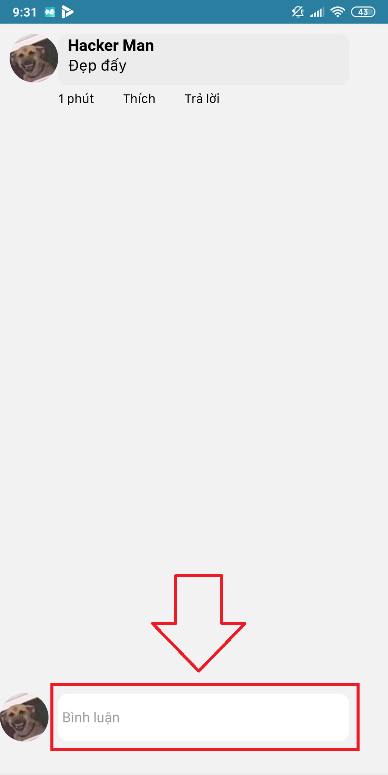 9:31
43
Hacker Man
Đẹp đấy
1 phút Thích Trả lời
Bình luận